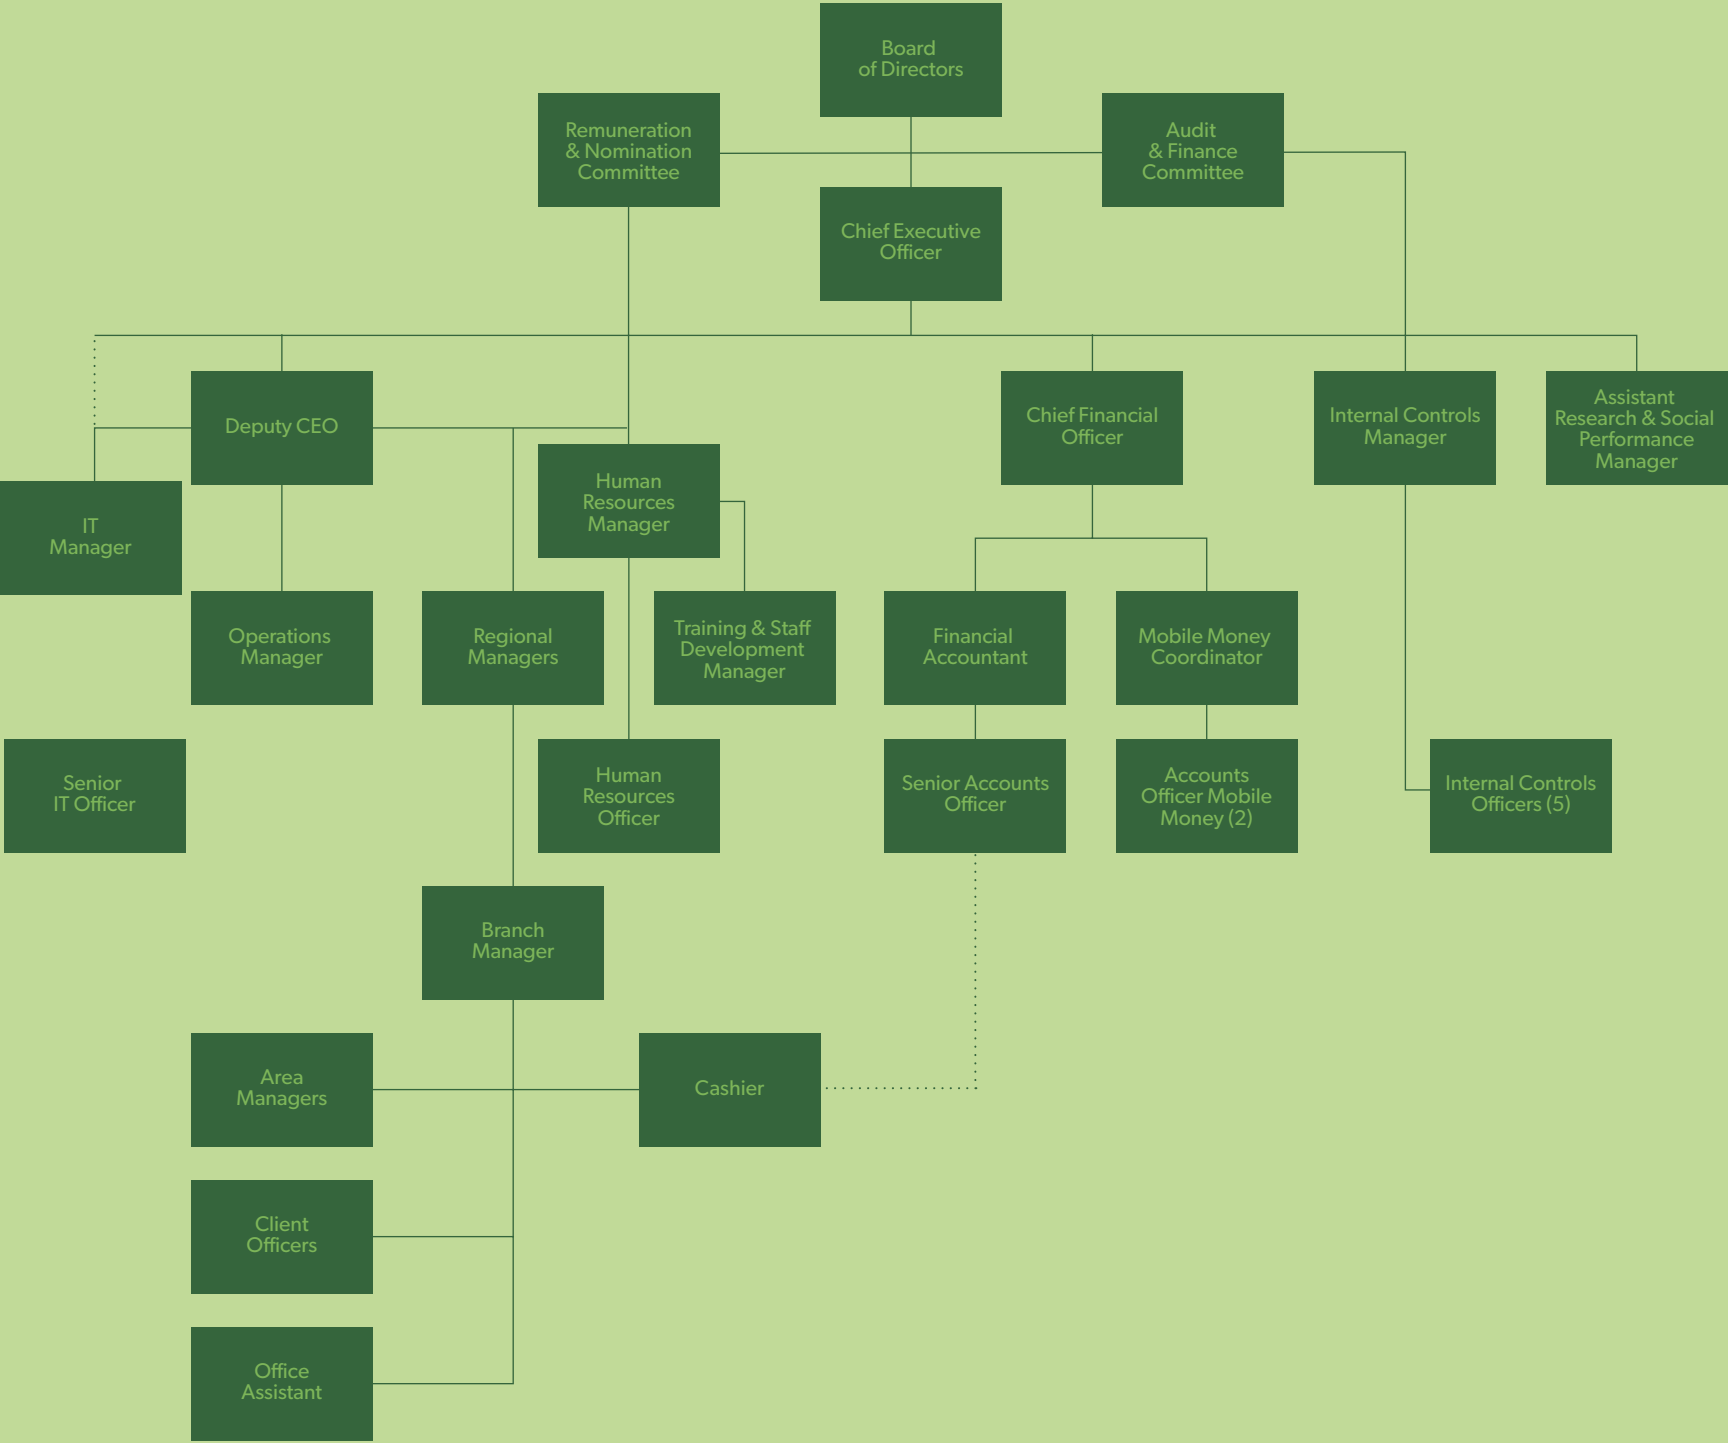 Board
of Directors
Remuneration
& Nomination
Committee
Audit
& Finance
Committee
Chief Executive
Officer
Deputy CEO
Chief Financial
Officer
Internal Controls
Manager
Assistant
Research & Social
Performance
Manager
Human
Resources
Manager
IT
Manager
Operations
Manager
Regional
Managers
Training & Staff
Development
Manager
Financial
Accountant
Mobile Money
Coordinator
Senior
IT Officer
Human
Resources
Officer
Senior Accounts
Officer
Accounts
Officer Mobile
Money (2)
Internal Controls
Officers (5)
Branch
Manager
Area
Managers
Cashier
Client
Officers
Office
Assistant